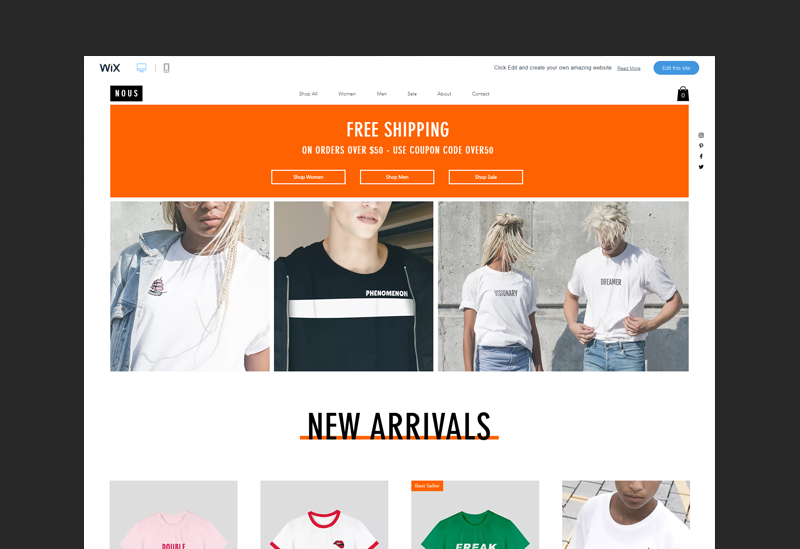 WiX
Click Edit and create your own amazing website Read More Edit this site
NOUS
Shop All Women Men Sale About Contact
0
FREE SHIPPING
ON ORDERS OVER $50 - USE COUPON CODE OVER50
Shop Women Shop Men Shop Sale
PHENOMENON
VISIONARY
DREAMER
NEW ARRIVALS
Best Seller
DOUBLE
FREAK